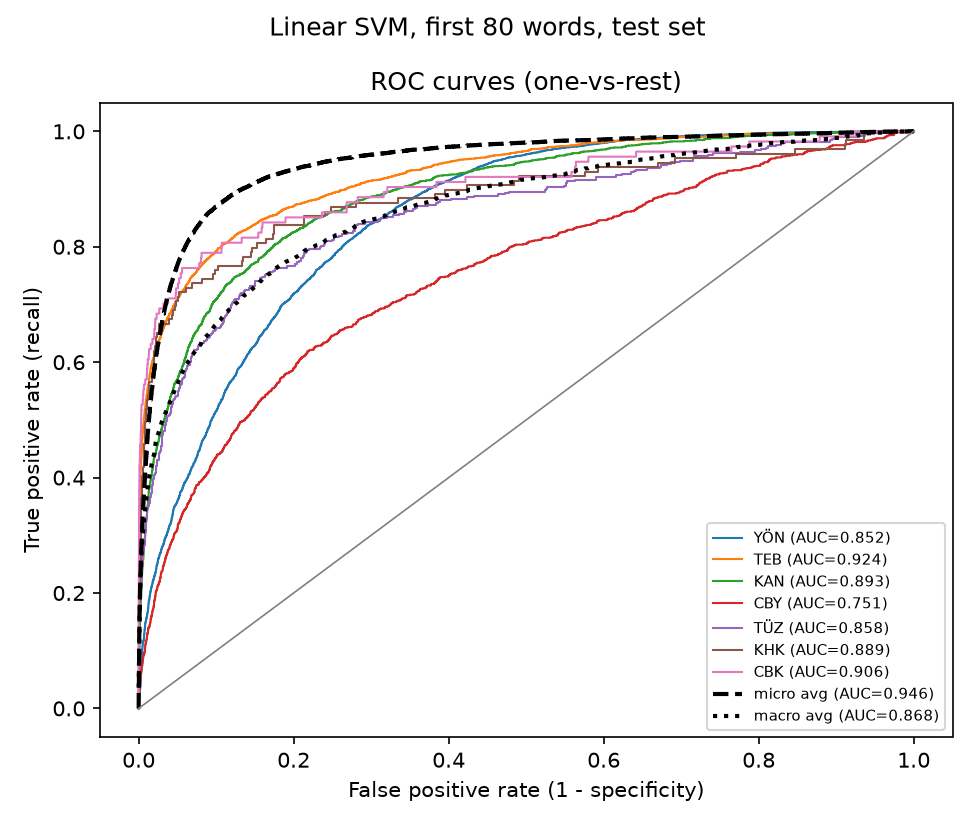 Linear SVM, first 80 words, test set
ROC curves (one-vs-rest)
True positive rate (recall)
1.0
0.8
0.6
0.4
0.2
0.0
YÖN (AUC=0.852)
TEB (AUC=0.924)
KAN (AUC=0.893)
CBY (AUC=0.751)
TÜZ (AUC=0.858)
KHK (AUC=0.889)
CBK (AUC=0.906)
micro avg (AUC=0.946)
macro avg (AUC=0.868)
0.0 0.2 0.4 0.6 0.8 1.0
False positive rate (1 - specificity)